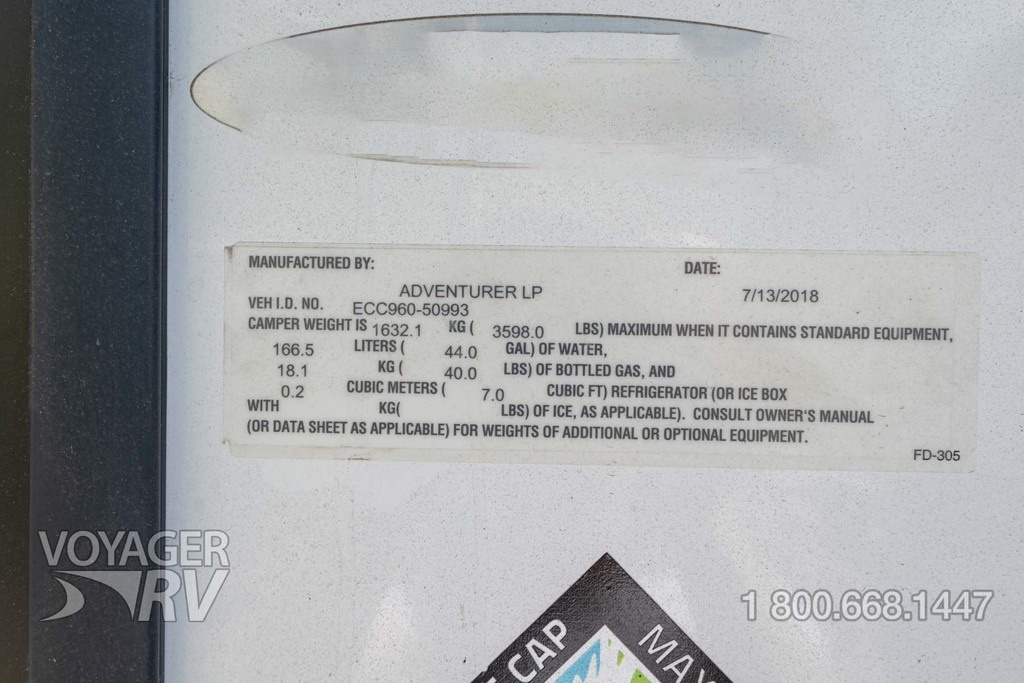 MANUFACTURED BY: DATE:
ADVENTURER LP 7/13/2018
VEH I.D. NO. ECC960-50993
CAMPER WEIGHT IS 1632.1 KG ( 3598.0 LBS) MAXIMUM WHEN IT CONTAINS STANDARD EQUIPMENT,
166.5 LITERS ( 44.0 GAL) OF WATER,
18.1 KG ( 40.0 LBS) OF BOTTLED GAS, AND
0.2 CUBIC METERS ( 7.0 CUBIC FT) REFRIGERATOR (OR ICE BOX
WITH KG( LBS) OF ICE, AS APPLICABLE). CONSULT OWNER'S MANUAL
(OR DATA SHEET AS APPLICABLE) FOR WEIGHTS OF ADDITIONAL OR OPTIONAL EQUIPMENT.
FD-305
VOYAGER
RV
1 800.668.1447
CAP